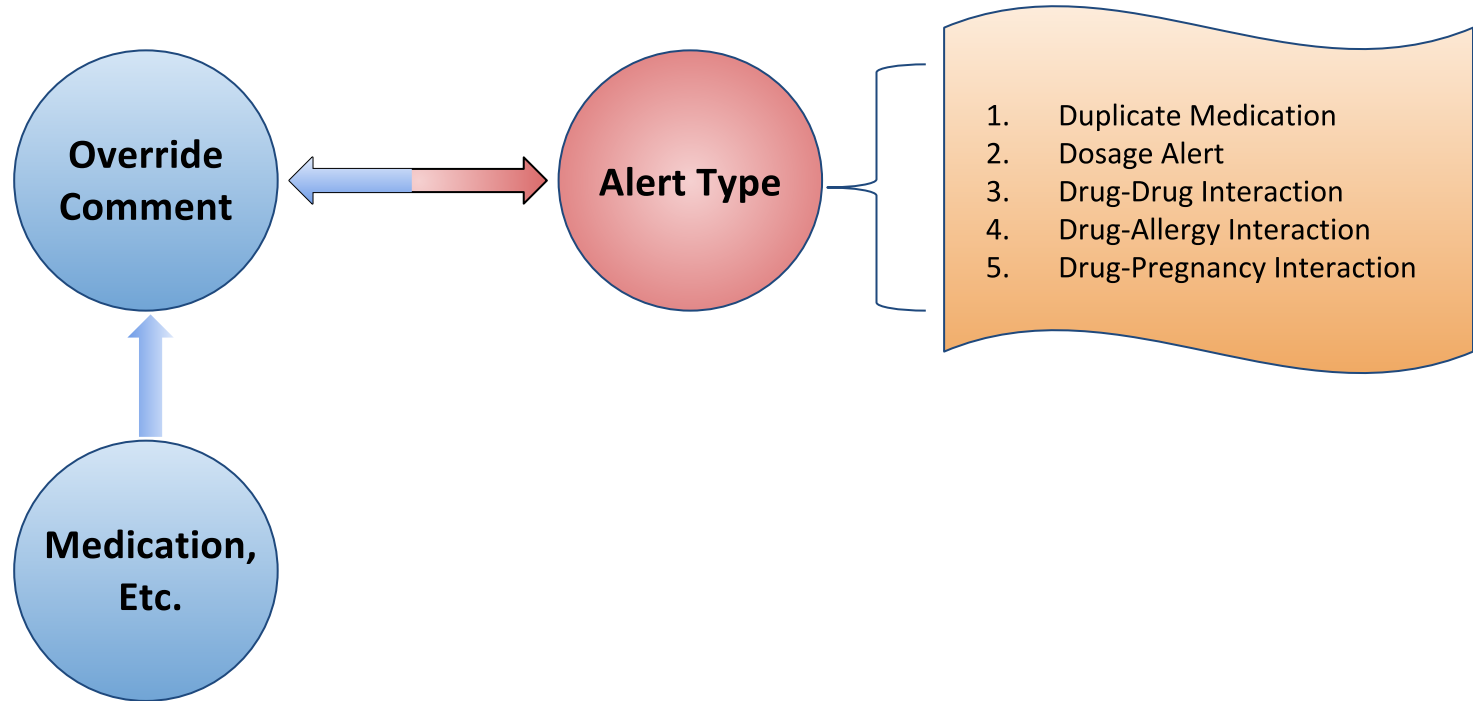 Override
Comment
Alert Type
1. Duplicate Medication
2. Dosage Alert
3. Drug-Drug Interaction
4. Drug-Allergy Interaction
5. Drug-Pregnancy Interaction
Medication,
Etc.